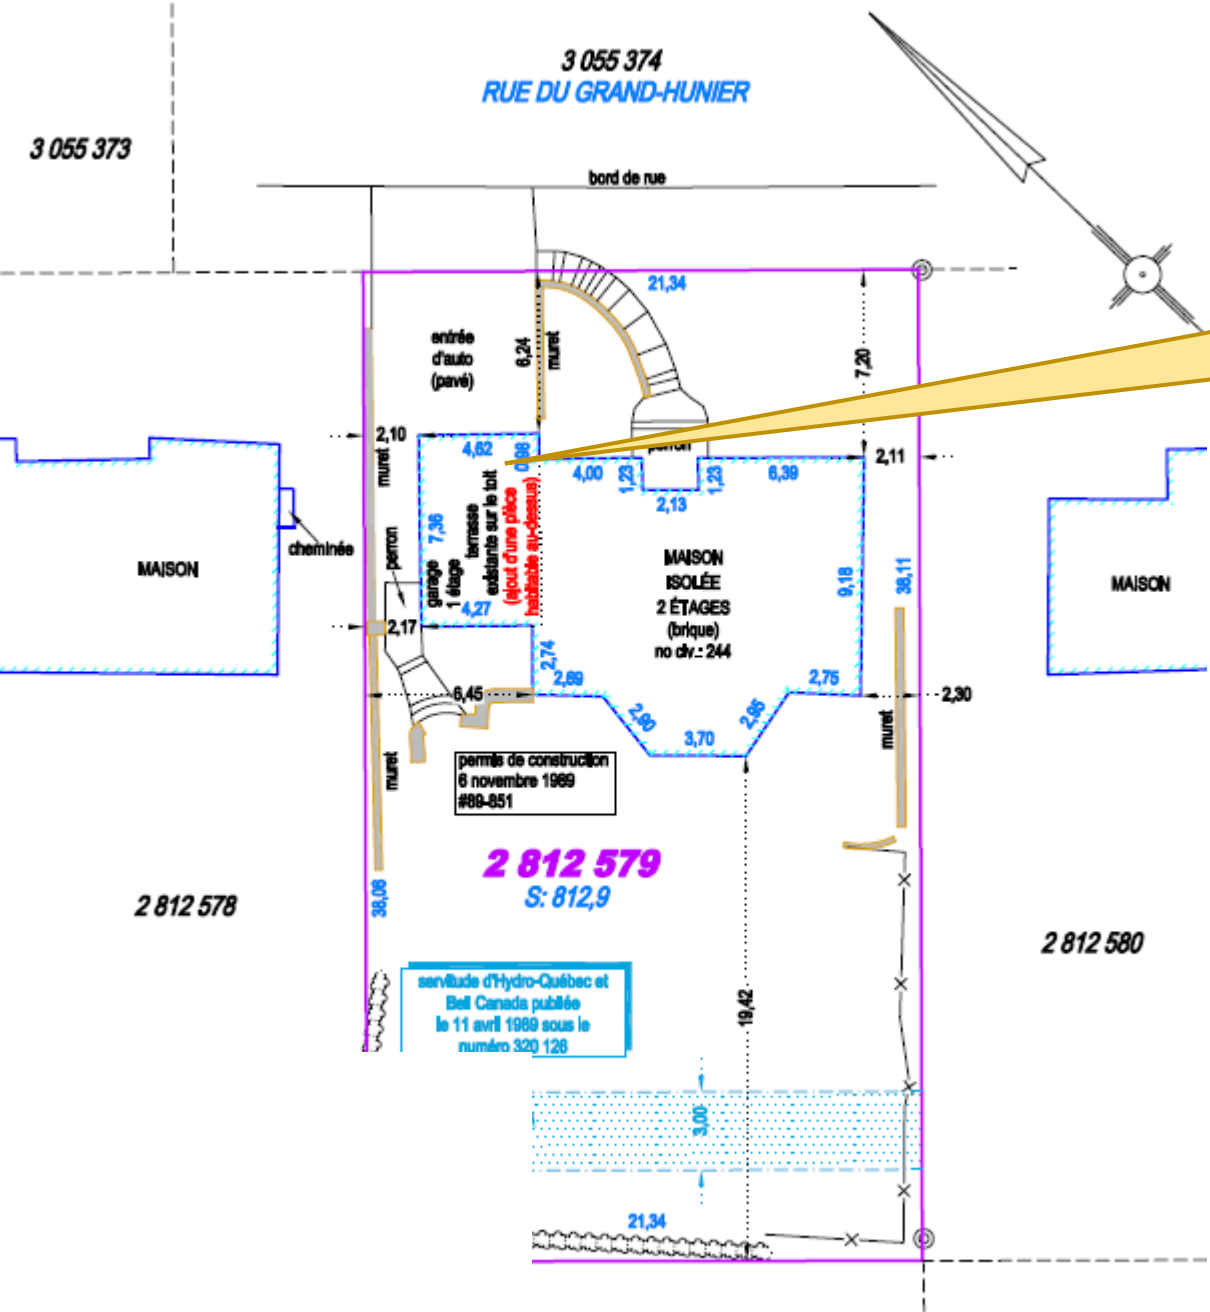 3 055 374
RUE DU GRAND-HUNIER
3 055 373
bord de rue
21,34
entrée
d'auto
(pavé)
6,24
muret
7,20
2,10
4,62
0,98
perron
4,00
1,23
2,13
1,23
6,39
2,11
muret
cheminée
MAISON
perron
7,36
garage
1 étage
terrasse
existante sur le toit
(ajout d'une pièce
habitable au-dessus)
4,27
2,17
MAISON
ISOLÉE
2 ÉTAGES
(brique)
no civ.: 244
9,18
38,11
MAISON
2,74
2,69
6,45
2,90
3,70
2,95
2,75
2,30
muret
muret
permis de construction
6 novembre 1989
#89-851
2 812 579
S: 812,9
38,06
2 812 578
2 812 580
servitude d'Hydro-Québec et
Bell Canada publiée
le 11 avril 1989 sous le
numéro 320 126
19,42
3,00
21,34